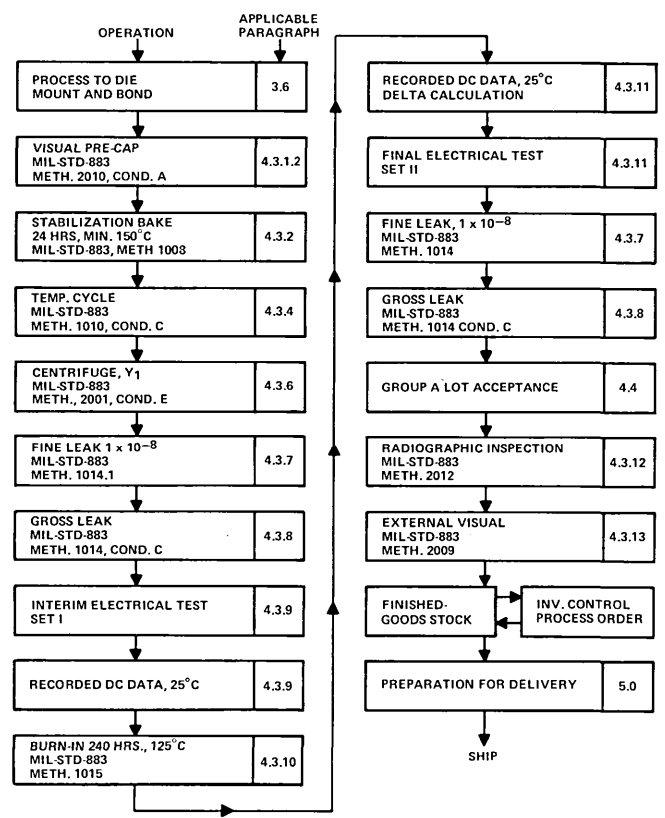 OPERATION
APPLICABLE
PARAGRAPH
PROCESS TO DIE
MOUNT AND BOND
3.6
VISUAL PRE-CAP
MIL-STD-883
METH. 2010, COND. A
4.3.1.2
STABILIZATION BAKE
24 HRS, MIN. 150°C
MIL-STD-883, METH 1008
4.3.2
TEMP. CYCLE
MIL-STD-883
METH. 1010, COND. C
4.3.4
CENTRIFUGE, Y1
MIL-STD-883
METH., 2001, COND. E
4.3.6
FINE LEAK 1 x 10−8
MIL-STD-883
METH. 1014.1
4.3.7
GROSS LEAK
MIL-STD-883
METH. 1014, COND. C
4.3.8
INTERIM ELECTRICAL TEST
SET I
4.3.9
RECORDED DC DATA, 25°C
4.3.9
BURN-IN 240 HRS., 125°C
MIL-STD-883
METH. 1015
4.3.10
RECORDED DC DATA, 25°C
DELTA CALCULATION
4.3.11
FINAL ELECTRICAL TEST
SET II
4.3.11
FINE LEAK, 1 x 10−8
MIL-STD-883
METH. 1014
4.3.7
GROSS LEAK
MIL-STD-883
METH. 1014 COND. C
4.3.8
GROUP A LOT ACCEPTANCE
4.4
RADIOGRAPHIC INSPECTION
MIL-STD-883
METH. 2012
4.3.12
EXTERNAL VISUAL
MIL-STD-883
METH. 2009
4.3.13
FINISHED-
GOODS STOCK
INV. CONTROL
PROCESS ORDER
PREPARATION FOR DELIVERY
5.0
SHIP